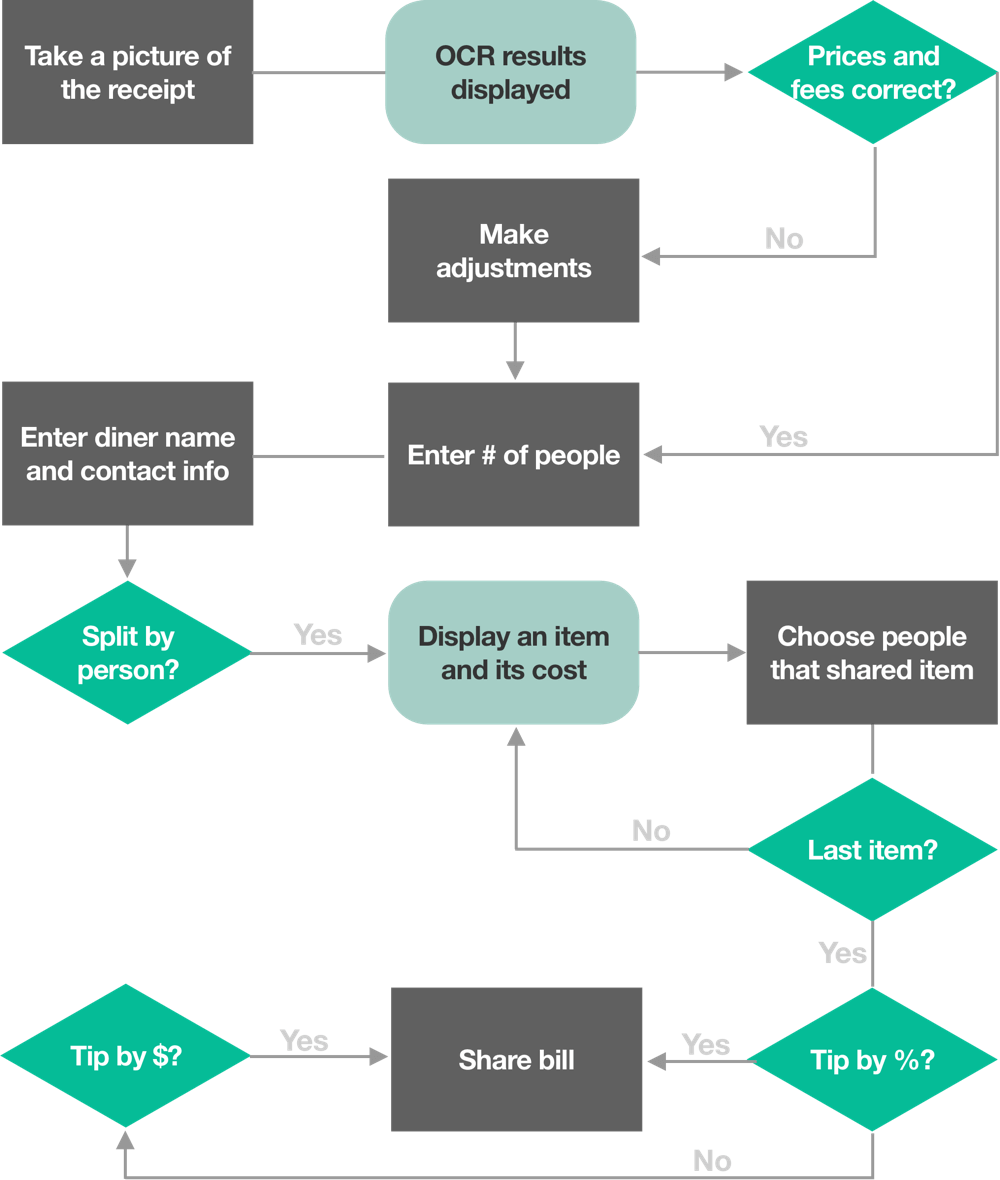 Take a picture of
the receipt
OCR results
displayed
Prices and
fees correct?
Make
adjustments
No
Enter diner name
and contact info
Enter # of people
Yes
Split by
person?
Yes
Display an item
and its cost
Choose people
that shared item
No
Last item?
Yes
Tip by $?
Yes
Share bill
Yes
Tip by %?
No